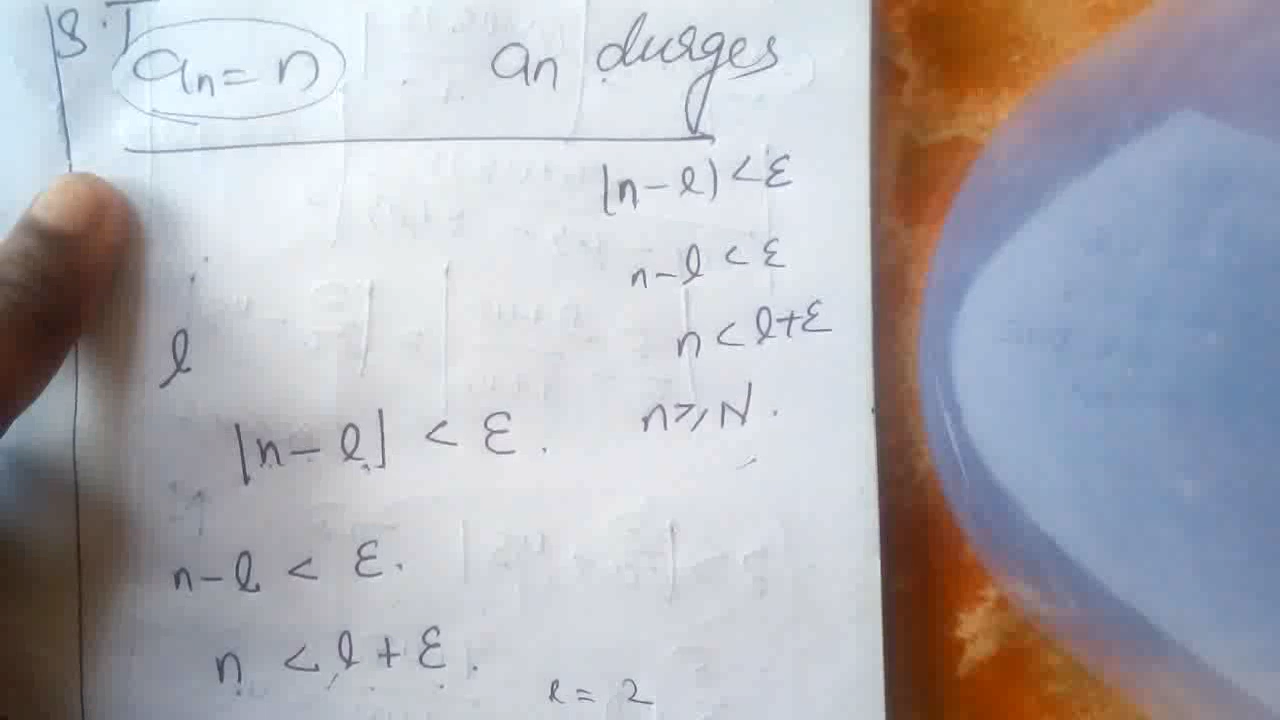 S.T
an = n
an diverges
|n-l) < ε
n-l < ε
n < l+ε
n ≥ N.
l
|n-l| < ε.
n-l < ε.
n < l + ε.
l = 2